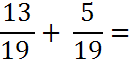 13/19 + 5/19 =